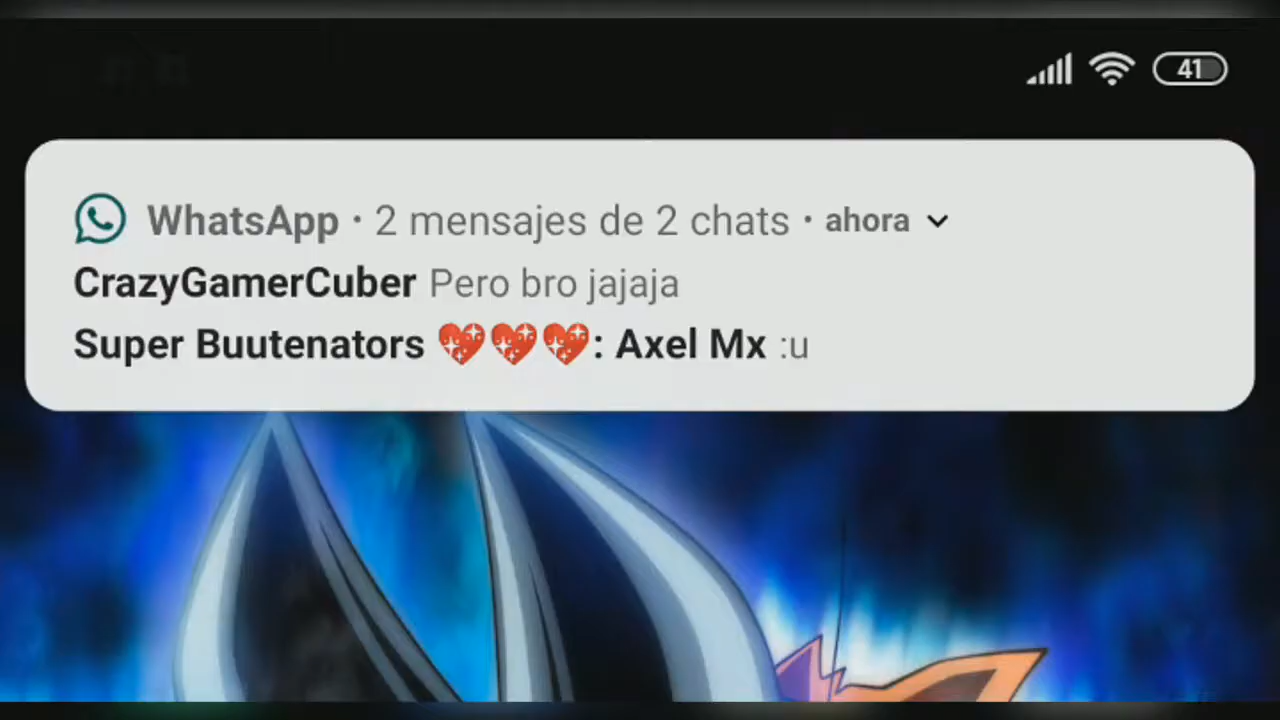 41
WhatsApp · 2 mensajes de 2 chats · ahora
CrazyGamerCuber Pero bro jajaja
Super Buutenators 💖💖💖: Axel Mx :u